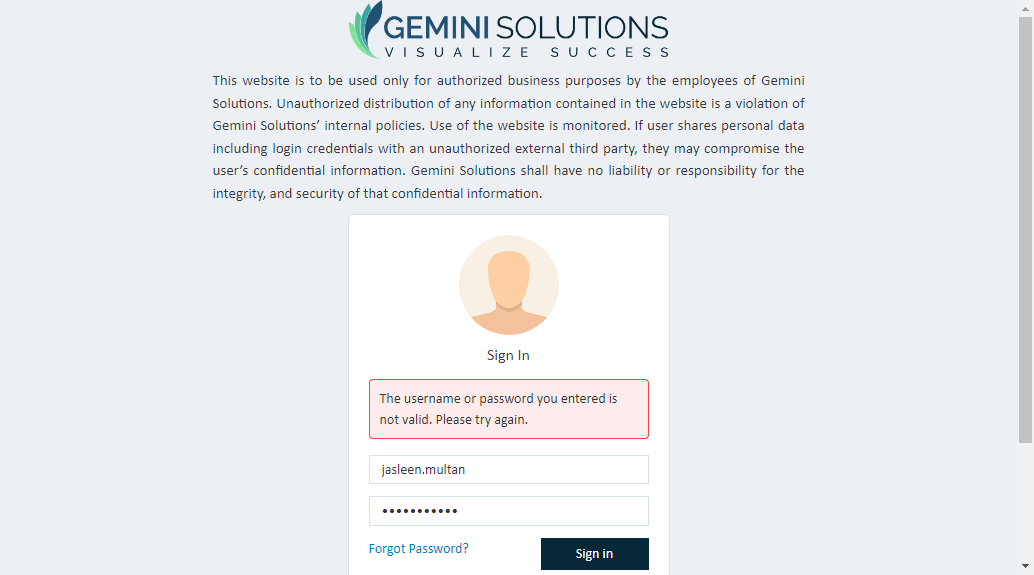 GEMINI SOLUTIONS
VISUALIZE SUCCESS
This website is to be used only for authorized business purposes by the employees of Gemini
Solutions. Unauthorized distribution of any information contained in the website is a violation of
Gemini Solutions’ internal policies. Use of the website is monitored. If user shares personal data
including login credentials with an unauthorized external third party, they may compromise the
user’s confidential information. Gemini Solutions shall have no liability or responsibility for the
integrity, and security of that confidential information.
Sign In
The username or password you entered is
not valid. Please try again.
jasleen.multan
•••••••••••
Forgot Password?
Sign in